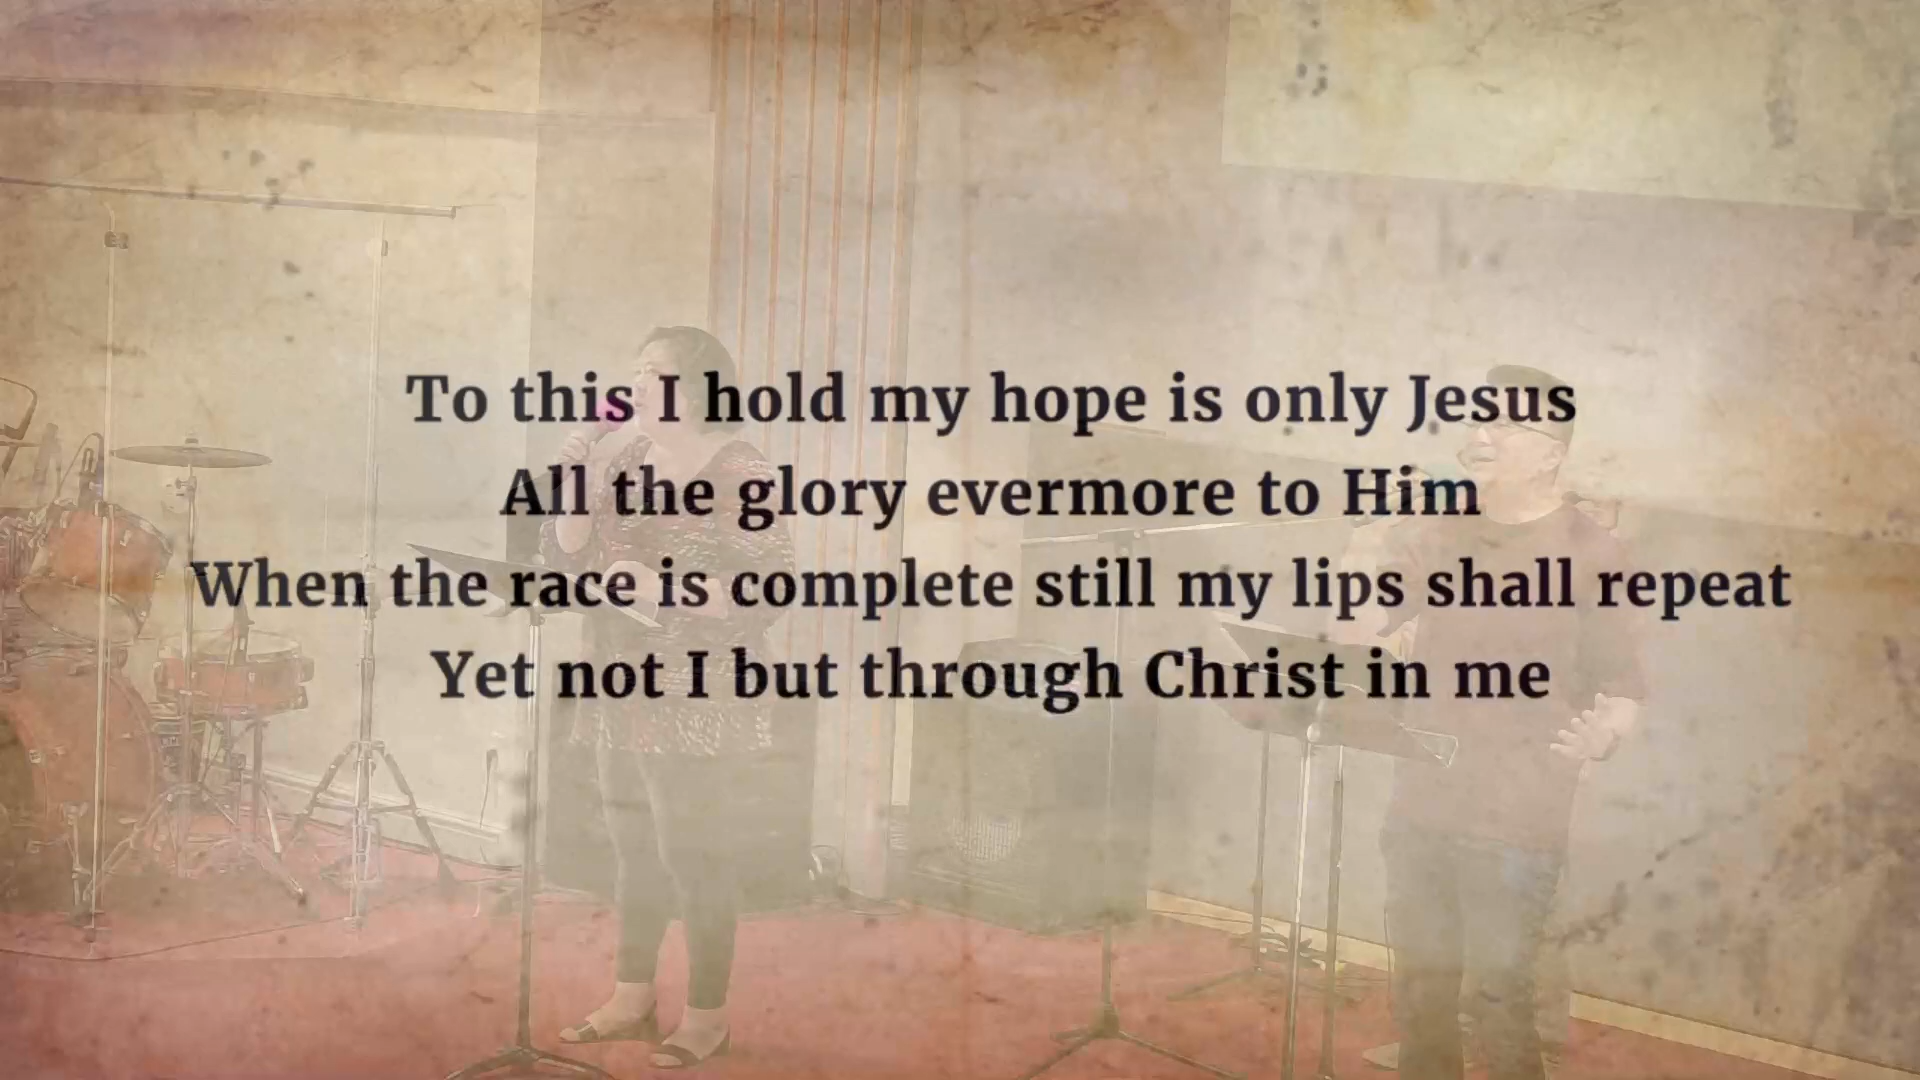 To this I hold my hope is only Jesus
All the glory evermore to Him
When the race is complete still my lips shall repeat
Yet not I but through Christ in me